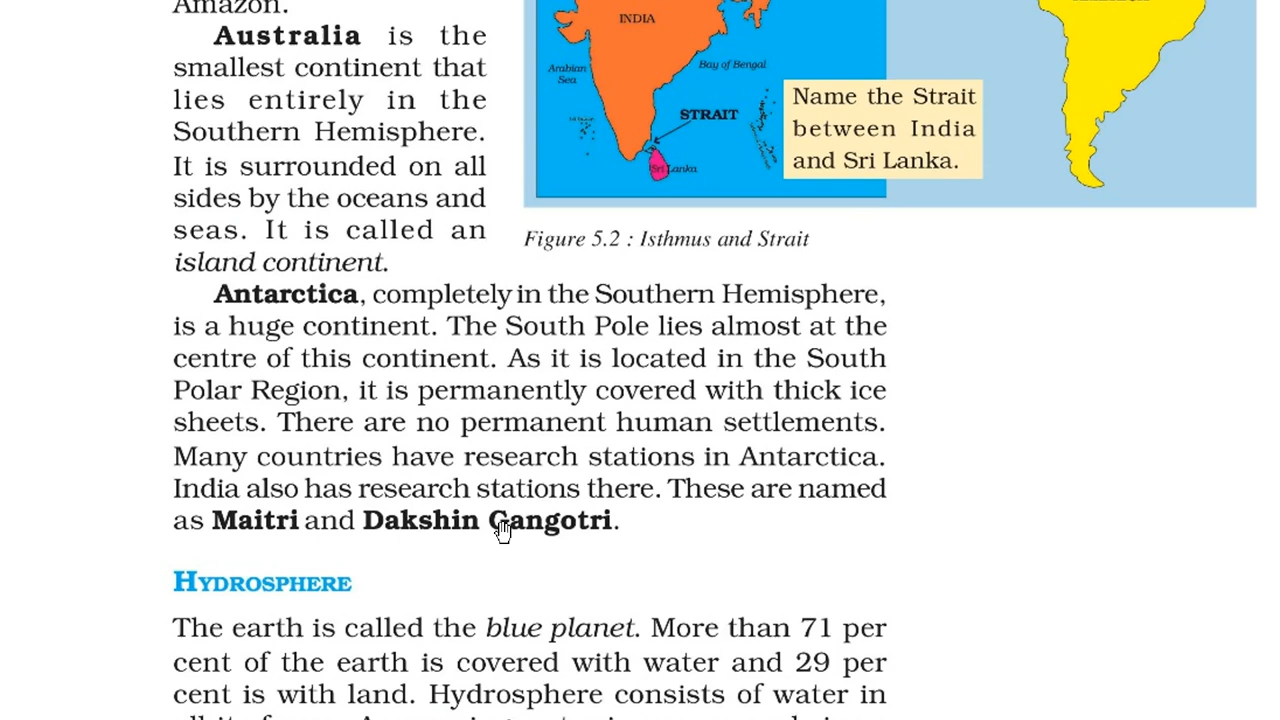 Amazon.
Australia is the
smallest continent that
lies entirely in the
Southern Hemisphere.
It is surrounded on all
sides by the oceans and
seas. It is called an
island continent.
INDIA
Arabian
Sea
Bay of Bengal
STRAIT
Sri Lanka
Name the Strait
between India
and Sri Lanka.
Figure 5.2 : Isthmus and Strait
Antarctica, completely in the Southern Hemisphere,
is a huge continent. The South Pole lies almost at the
centre of this continent. As it is located in the South
Polar Region, it is permanently covered with thick ice
sheets. There are no permanent human settlements.
Many countries have research stations in Antarctica.
India also has research stations there. These are named
as Maitri and Dakshin Gangotri.
HYDROSPHERE
The earth is called the blue planet. More than 71 per
cent of the earth is covered with water and 29 per
cent is with land. Hydrosphere consists of water in